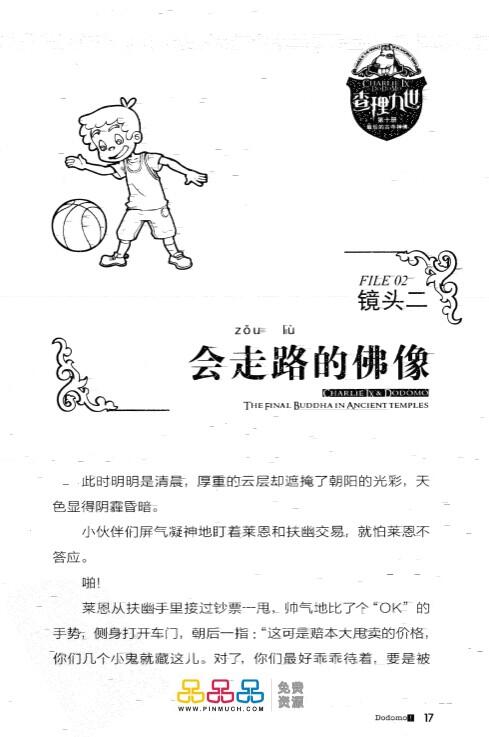 CHARLIE IX
& DODOMO
查理九世
第十册
最后的古寺神佛
FILE 02
镜头二
zǒu lù
会走路的佛像
CHARLIE IX & DODOMO
THE FINAL BUDDHA IN ANCIENT TEMPLES
此时明明是清晨，厚重的云层却遮掩了朝阳的光彩，天
色显得阴霾昏暗。
小伙伴们屏气凝神地盯着莱恩和扶幽交易，就怕莱恩不
答应。
啪！
莱恩从扶幽手里接过钞票一甩，帅气地比了个“OK”的
手势，侧身打开车门，朝后一指：“这可是赔本大甩卖的价格，
你们几个小鬼就藏这儿。对了，你们最好乖乖待着，要是被
品品品
免费
资源
WWW.PINMUCH.COM
Dodomo 17